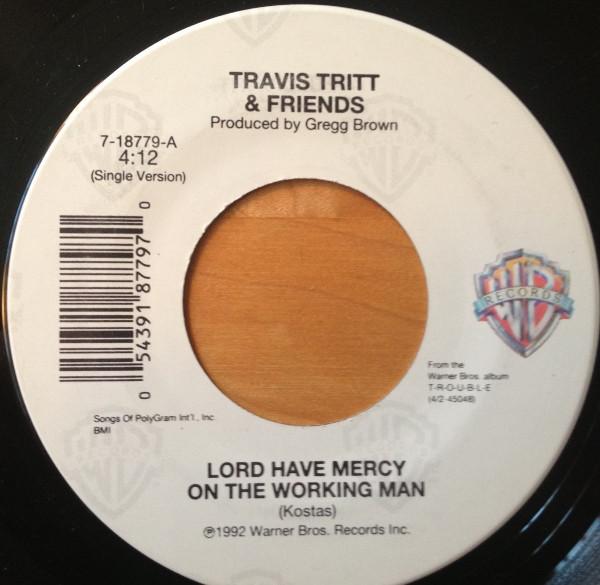 TRAVIS TRITT
& FRIENDS
Produced by Gregg Brown
7-18779-A
4:12
(Single Version)
0 54391 87797 0
WB
RECORDS
From the
Warner Bros. album
T-R-O-U-B-L-E
(4/2-45048)
Songs Of PolyGram Int'l., Inc.
BMI
LORD HAVE MERCY
ON THE WORKING MAN
(Kostas)
℗1992 Warner Bros. Records Inc.